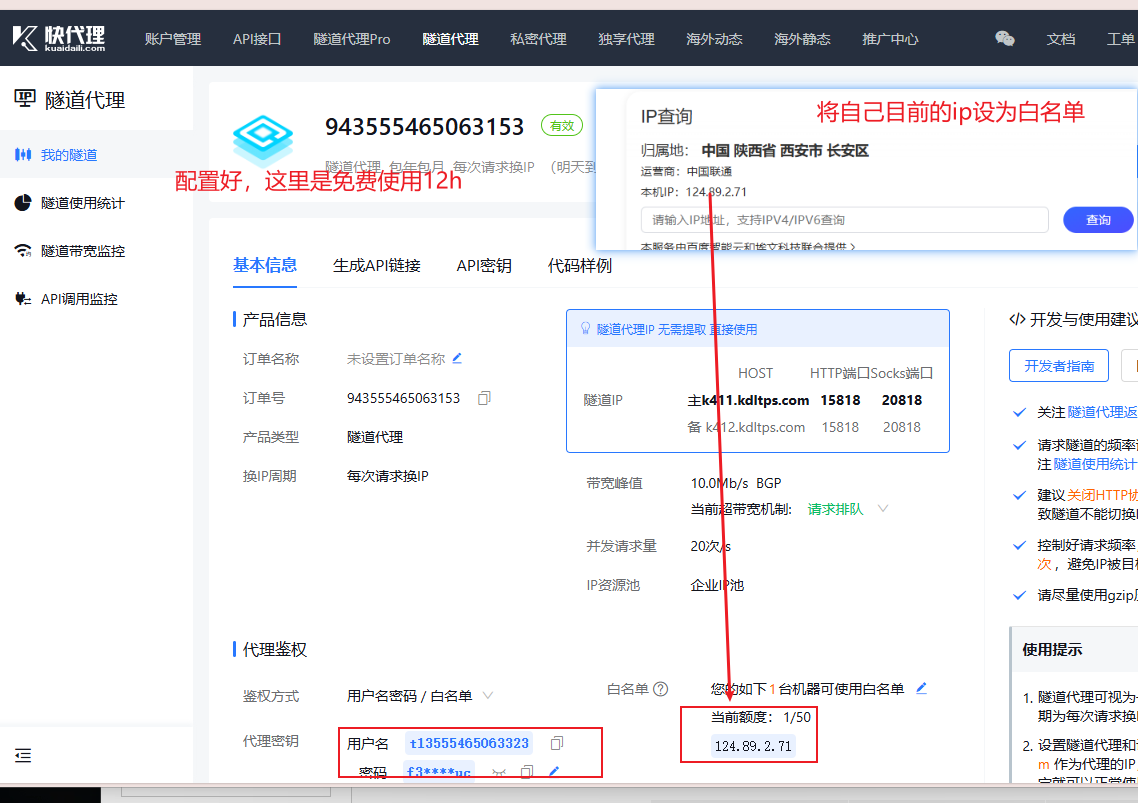 快代理
kuaidaili.com
账户管理 API接口 隧道代理Pro 隧道代理 私密代理 独享代理 海外动态 海外静态 推广中心 文档 工单
隧道代理
我的隧道
隧道使用统计
隧道带宽监控
API调用监控
943555465063153 有效
隧道代理 包年包月 每次请求换IP （明天到
配置好，这里是免费使用12h
将自己目前的ip设为白名单
IP查询
归属地： 中国 陕西省 西安市 长安区
运营商：中国联通
本机IP：124.89.2.71
请输入IP地址，支持IPV4/IPV6查询 查询
本服务由百度智能云和埃文科技联合提供 >
基本信息 生成API链接 API密钥 代码样例
产品信息
订单名称 未设置订单名称
订单号 943555465063153
产品类型 隧道代理
换IP周期 每次请求换IP
隧道代理IP 无需提取 直接使用
HOST HTTP端口 Socks端口
隧道IP 主k411.kdltps.com 15818 20818
备 k412.kdltps.com 15818 20818
带宽峰值 10.0Mb/s BGP
当前超带宽机制: 请求排队
并发请求量 20次/s
IP资源池 企业IP池
代理鉴权
鉴权方式 用户名密码 / 白名单
代理密钥 用户名 t13555465063323
密码 f3****uc
白名单 您的如下1台机器可使用白名单
当前额度： 1/50
124.89.2.71
</> 开发与使用建议
开发者指南
关注隧道代理返
请求隧道的频率
注隧道使用统计
建议关闭HTTP协
致隧道不能切换
控制好请求频率
次，避免IP被目
请尽量使用gzip
使用提示
1. 隧道代理可视为
期为每次请求换
2. 设置隧道代理和
m 作为代理的IP